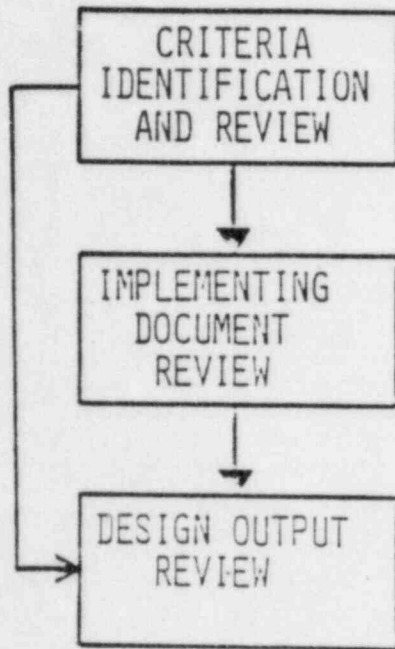 CRITERIA
IDENTIFICATION
AND REVIEW
IMPLEMENTING
DOCUMENT
REVIEW
DESIGN OUTPUT
REVIEW